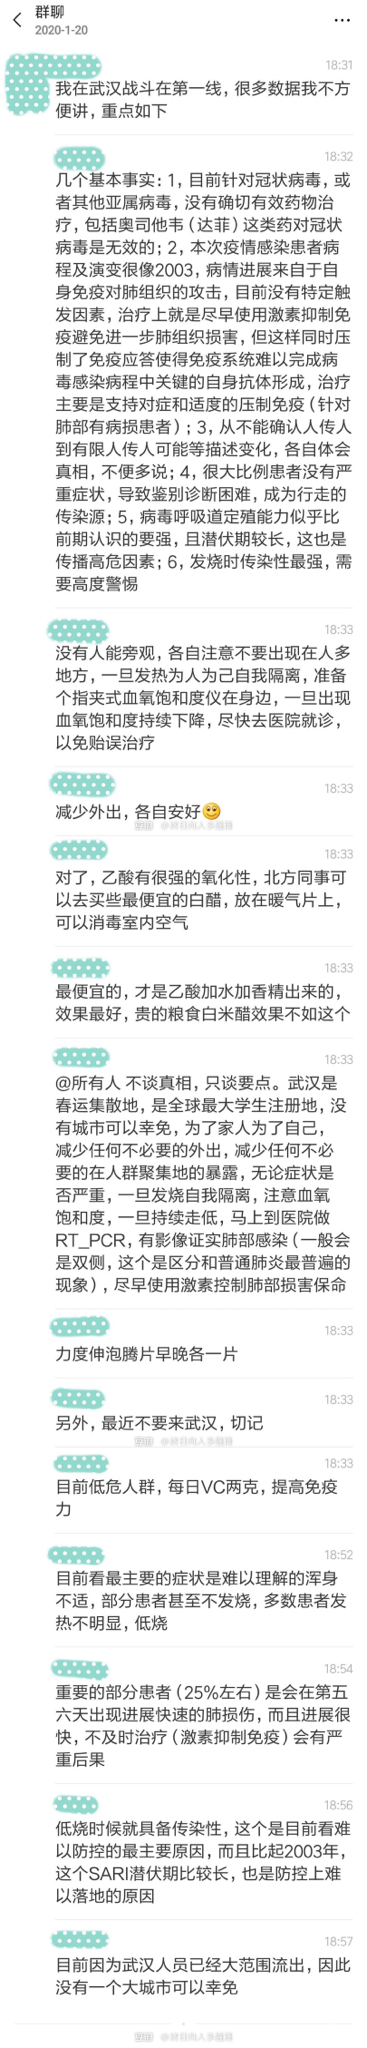 群聊
2020-1-20
18:31
我在武汉战斗在第一线，很多数据我不方
便讲，重点如下
18:32
几个基本事实：1，目前针对冠状病毒，或
者其他亚属病毒，没有确切有效药物治
疗，包括奥司他韦（达菲）这类药对冠状
病毒是无效的；2，本次疫情感染患者病
程及演变很像2003，病情进展来自于自
身免疫对肺组织的攻击，目前没有特定触
发因素，治疗上就是尽早使用激素抑制免
疫避免进一步肺组织损害，但这样同时压
制了免疫应答使得免疫系统难以完成病
毒感染病程中关键的自身抗体形成，治疗
主要是支持对症和适度的压制免疫（针对
肺部有病损患者）；3，从不能确认人传人
到有限人传人可能等描述变化，各自体会
真相，不便多说；4，很大比例患者没有严
重症状，导致鉴别诊断困难，成为行走的
传染源；5，病毒呼吸道定殖能力似乎比
前期认识的要强，且潜伏期较长，这也是
传播高危因素；6，发烧时传染性最强，需
要高度警惕
18:33
没有人能旁观，各自注意不要出现在人多
地方，一旦发热为人为己自我隔离，准备
个指夹式血氧饱和度仪在身边，一旦出现
血氧饱和度持续下降，尽快去医院就诊，
以免贻误治疗
18:33
减少外出，各自安好
18:33
对了，乙酸有很强的氧化性，北方同事可
以去买些最便宜的白醋，放在暖气片上，
可以消毒室内空气
18:33
最便宜的，才是乙酸加水加香精出来的，
效果最好，贵的粮食白米醋效果不如这个
18:33
@所有人 不谈真相，只谈要点。武汉是
春运集散地，是全球最大学生注册地，没
有城市可以幸免，为了家人为了自己，
减少任何不必要的外出，减少任何不必
要的在人群聚集地的暴露，无论症状是
否严重，一旦发烧自我隔离，注意血氧
饱和度，一旦持续走低，马上到医院做
RT_PCR，有影像证实肺部感染（一般会
是双侧，这个是区分和普通肺炎最普遍的
现象），尽早使用激素控制肺部损害保命
18:33
力度伸泡腾片早晚各一片
18:33
另外，最近不要来武汉，切记
18:33
目前低危人群，每日VC两克，提高免疫
力
18:52
目前看最主要的症状是难以理解的浑身
不适，部分患者甚至不发烧，多数患者发
热不明显，低烧
18:54
重要的部分患者（25%左右）是会在第五
六天出现进展快速的肺损伤，而且进展很
快，不及时治疗（激素抑制免疫）会有严
重后果
18:56
低烧时候就具备传染性，这个是目前看难
以防控的最主要原因，而且比起2003年，
这个SARI潜伏期比较长，也是防控上难
以落地的原因
18:57
目前因为武汉人员已经大范围流出，因此
没有一个大城市可以幸免